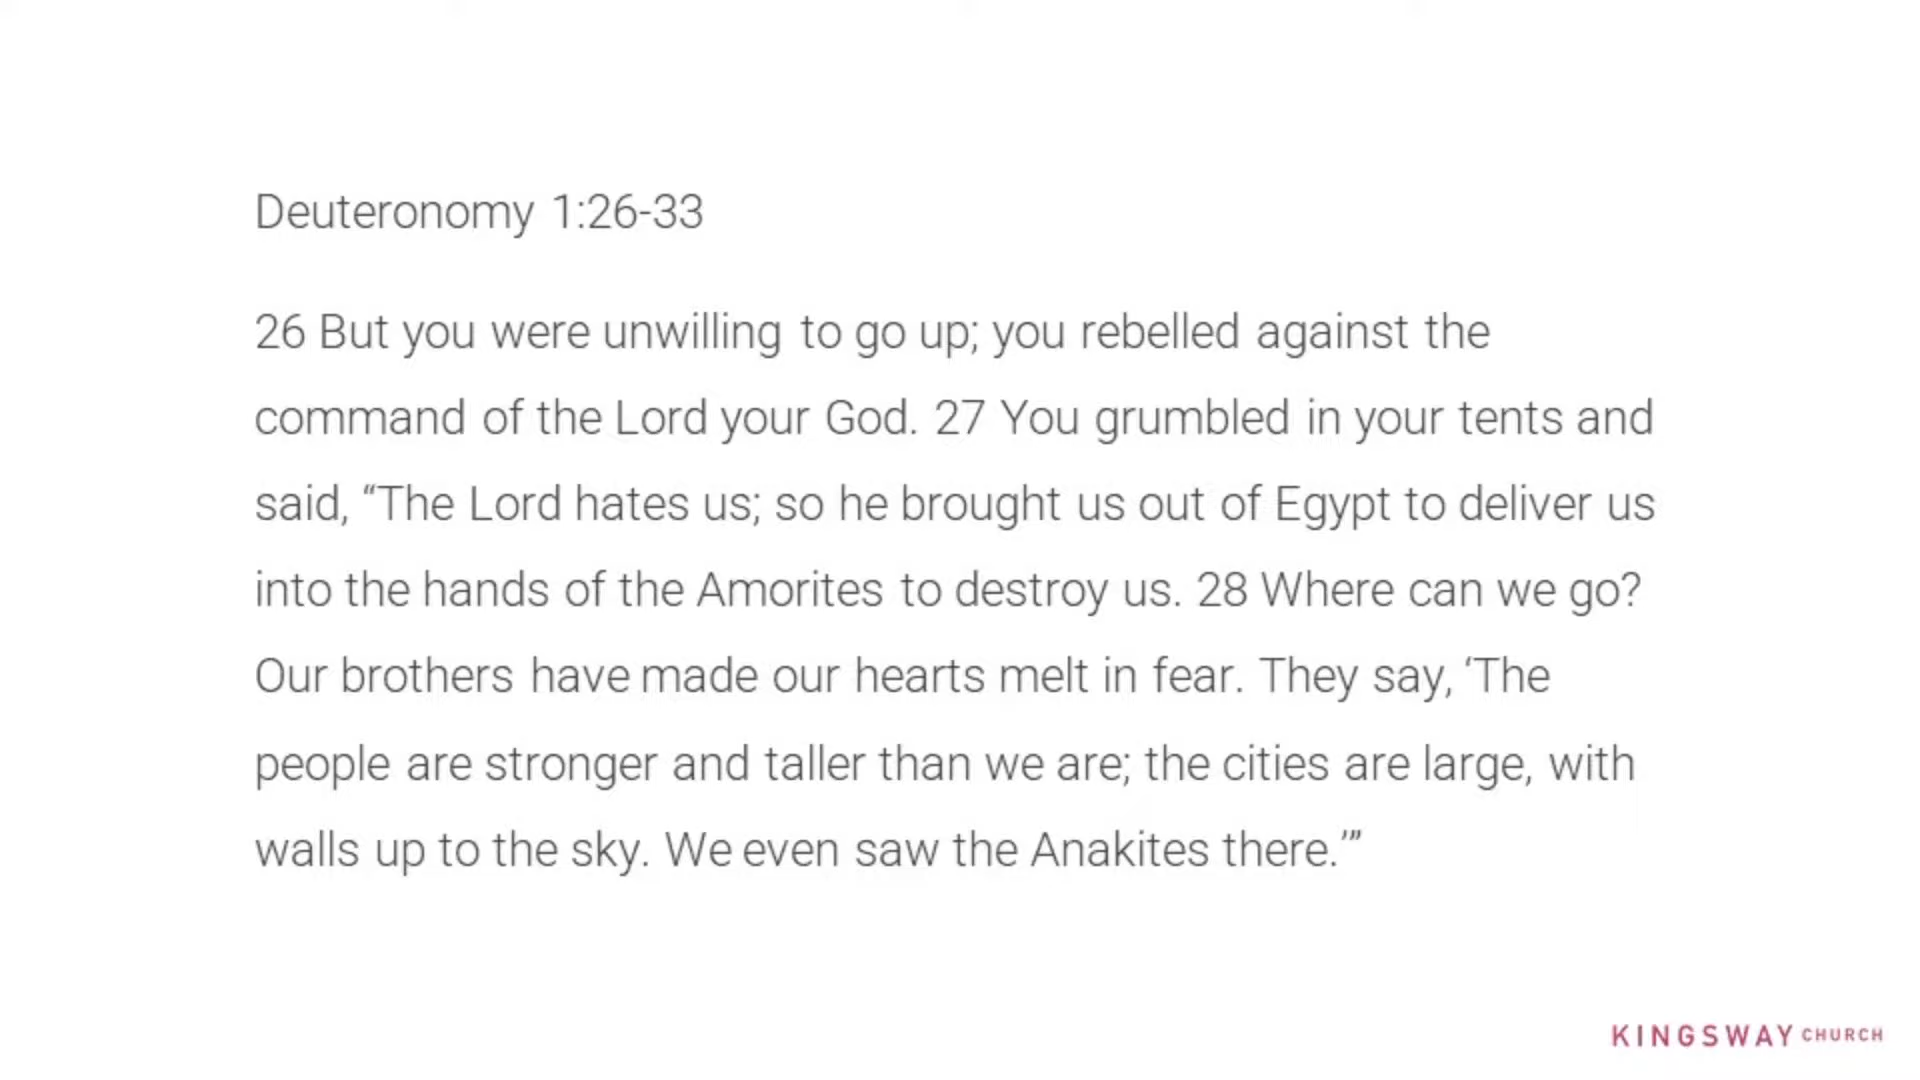 Deuteronomy 1:26-33
26 But you were unwilling to go up; you rebelled against the
command of the Lord your God. 27 You grumbled in your tents and
said, “The Lord hates us; so he brought us out of Egypt to deliver us
into the hands of the Amorites to destroy us. 28 Where can we go?
Our brothers have made our hearts melt in fear. They say, ‘The
people are stronger and taller than we are; the cities are large, with
walls up to the sky. We even saw the Anakites there.’”
KINGSWAY CHURCH